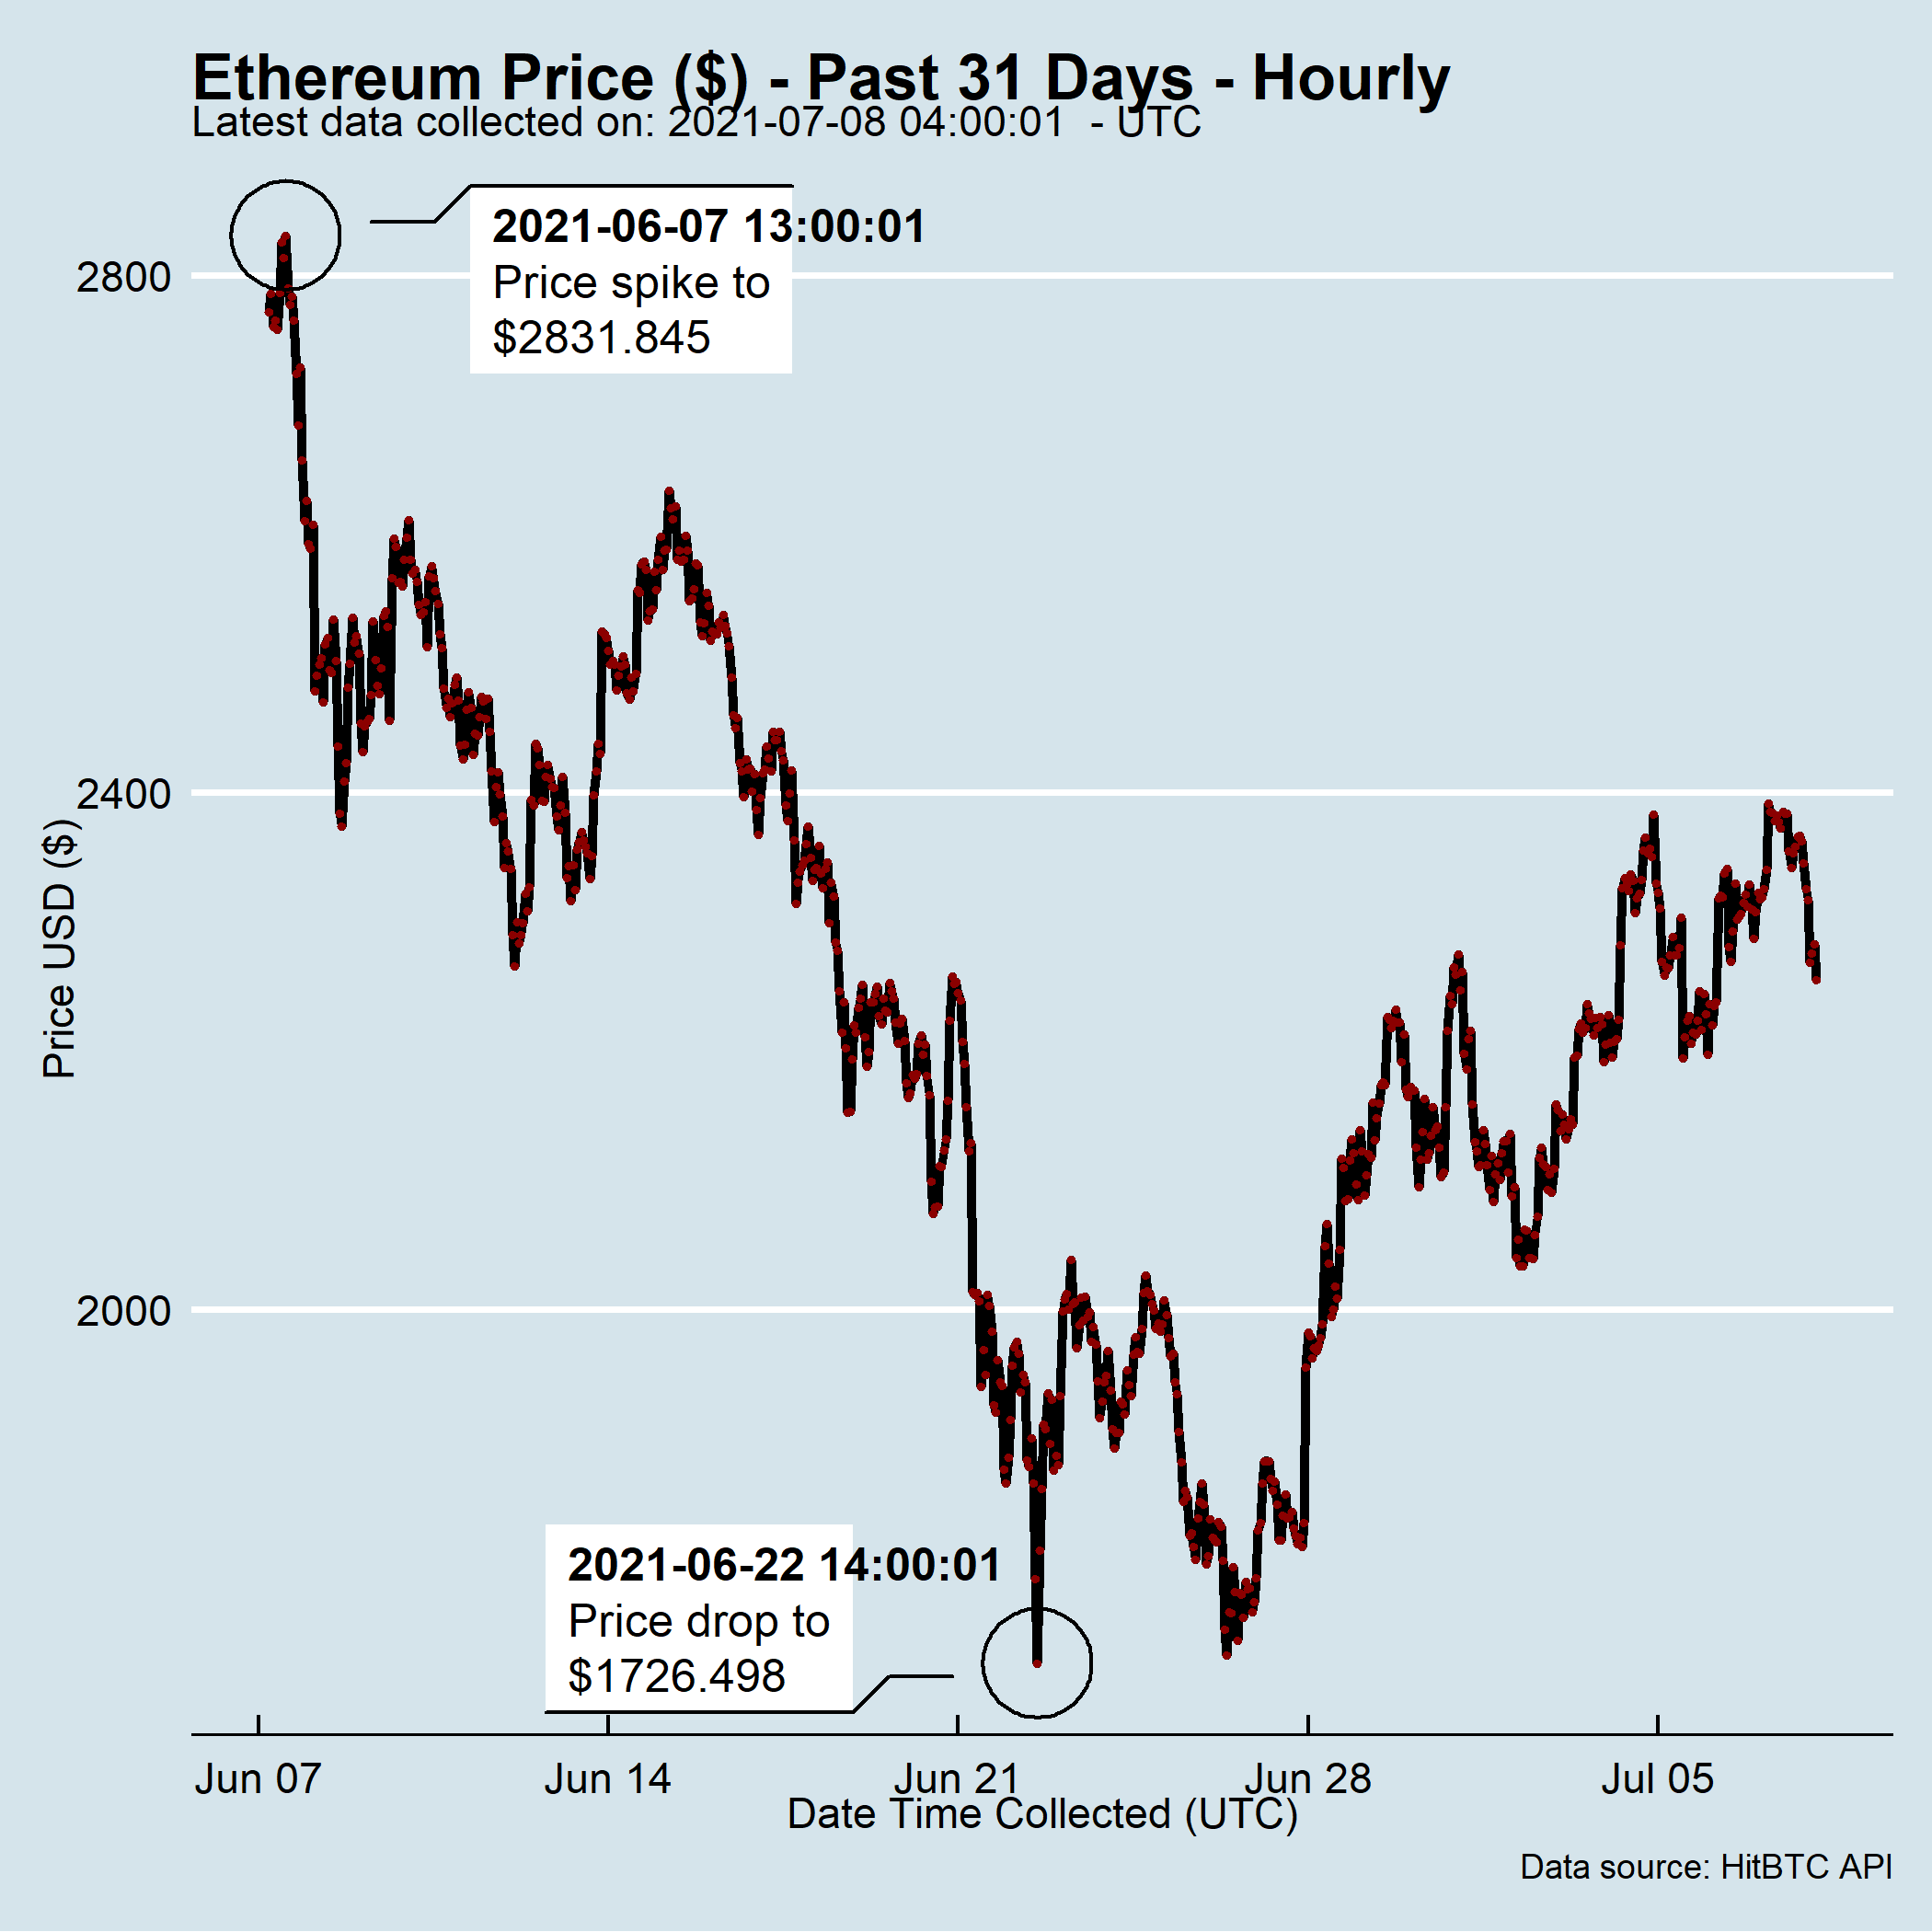 Ethereum Price ($) - Past 31 Days - Hourly
Latest data collected on: 2021-07-08 04:00:01  - UTC
2021-06-07 13:00:01
Price spike to
$2831.845
2800
2400
2000
Price USD ($)
2021-06-22 14:00:01
Price drop to
$1726.498
Jun 07
Jun 14
Jun 21
Jun 28
Jul 05
Date Time Collected (UTC)
Data source: HitBTC API